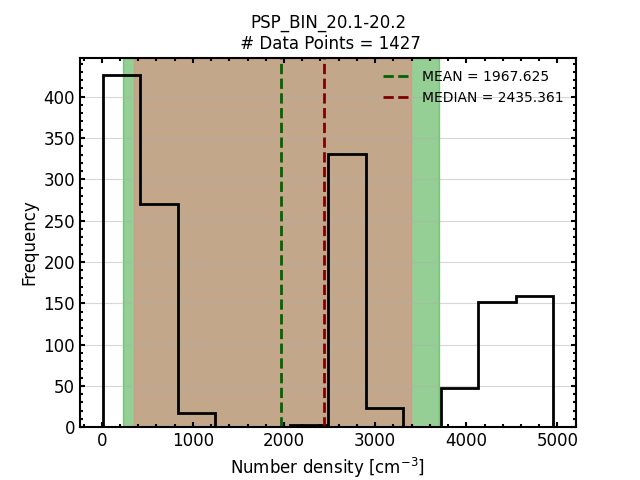 PSP_BIN_20.1-20.2
# Data Points = 1427
MEAN = 1967.625
MEDIAN = 2435.361
Frequency
400
350
300
250
200
150
100
50
0
0 1000 2000 3000 4000 5000
Number density [cm⁻³]